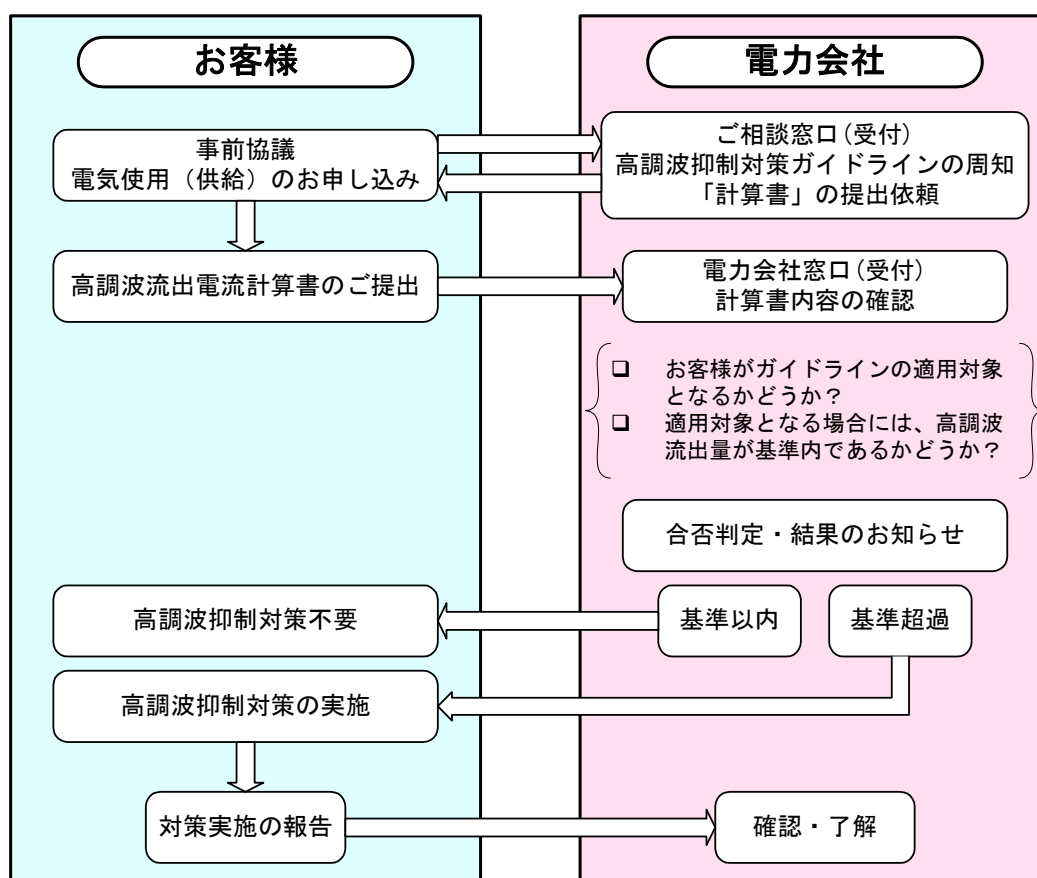 お客様
電力会社
事前協議
電気使用（供給）のお申し込み
ご相談窓口(受付)
高調波抑制対策ガイドラインの周知
「計算書」の提出依頼
高調波流出電流計算書のご提出
電力会社窓口(受付)
計算書内容の確認
❑ お客様がガイドラインの適用対象
となるかどうか？
❑ 適用対象となる場合には、高調波
流出量が基準内であるかどうか？
合否判定・結果のお知らせ
高調波抑制対策不要
基準以内
基準超過
高調波抑制対策の実施
対策実施の報告
確認・了解